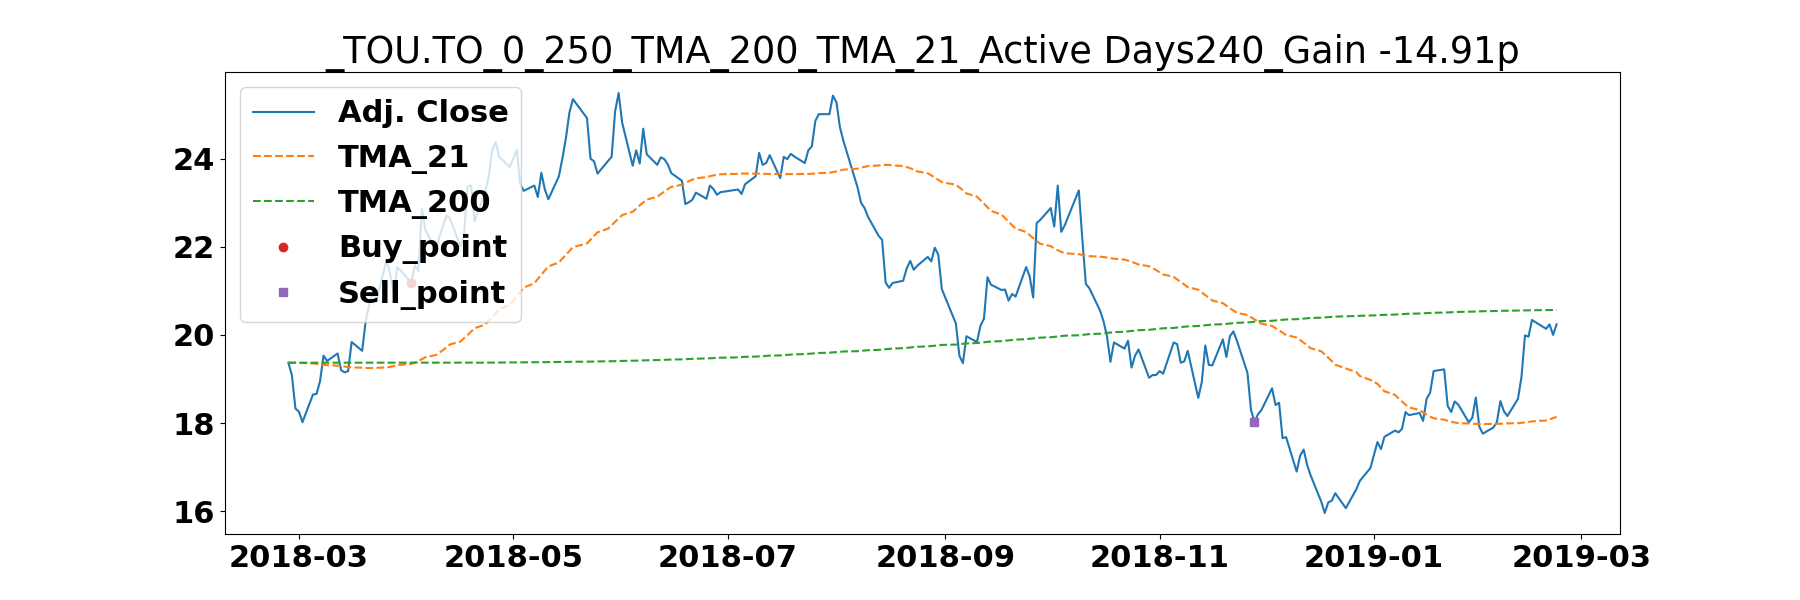 _TOU.TO_0_250_TMA_200_TMA_21_Active Days240_Gain -14.91p
Adj. Close
TMA_21
TMA_200
Buy_point
Sell_point
24
22
20
18
16
2018-03 2018-05 2018-07 2018-09 2018-11 2019-01 2019-03